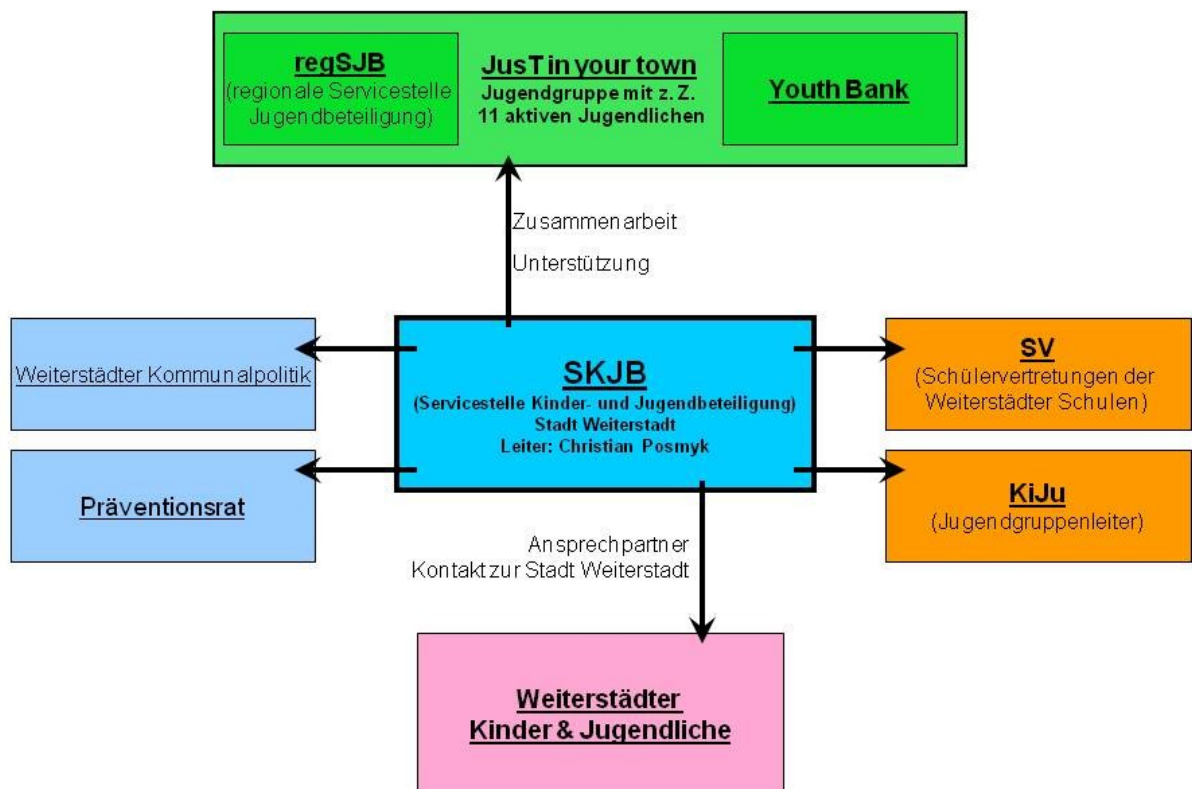 regSJB
(regionale Servicestelle
Jugendbeteiligung)
JusT in your town
Jugendgruppe mit z. Z.
11 aktiven Jugendlichen
Youth Bank
Zusammenarbeit
Unterstützung
Weiterstädter Kommunalpolitik
Präventionsrat
SKJB
(Servicestelle Kinder- und Jugendbeteiligung)
Stadt Weiterstadt
Leiter: Christian Posmyk
SV
(Schülervertretungen der
Weiterstädter Schulen)
KiJu
(Jugendgruppenleiter)
Ansprechpartner
Kontakt zur Stadt Weiterstadt
Weiterstädter
Kinder & Jugendliche